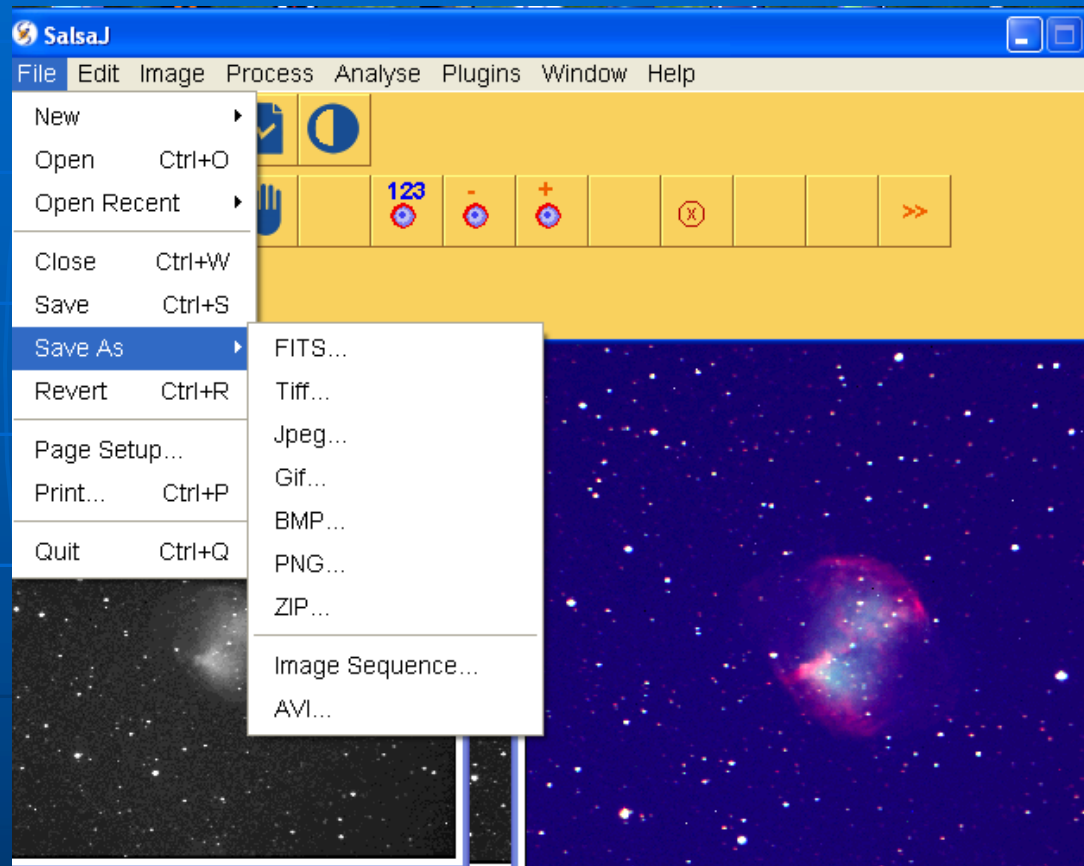 SalsaJ
File Edit Image Process Analyse Plugins Window Help
New
Open Ctrl+O
Open Recent
123
- +
x
>>
Close Ctrl+W
Save Ctrl+S
Save As
Revert Ctrl+R
Page Setup...
Print... Ctrl+P
Quit Ctrl+Q
FITS...
Tiff...
Jpeg...
Gif...
BMP...
PNG...
ZIP...
Image Sequence...
AVI...